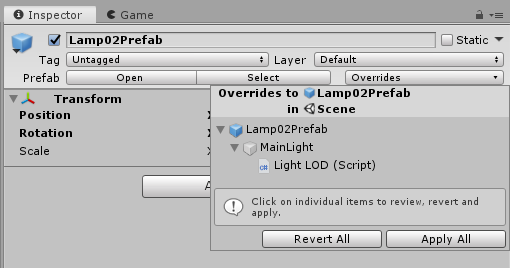 Inspector
Game
Lamp02Prefab
Static
Tag
Untagged
Layer
Default
Prefab
Open
Select
Overrides
Transform
Position
Rotation
Scale
Overrides to Lamp02Prefab
in Scene
Lamp02Prefab
MainLight
Light LOD (Script)
Click on individual items to review, revert and
apply.
Revert All
Apply All